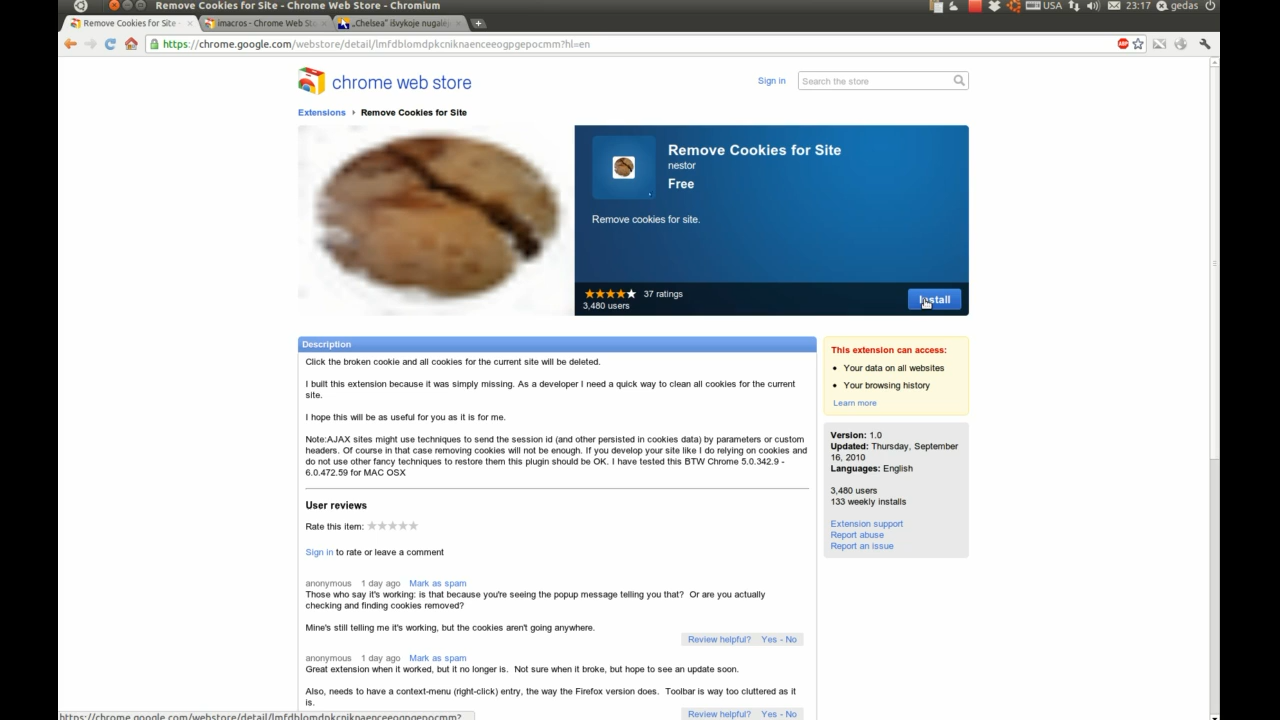 Remove Cookies for Site - Chrome Web Store - Chromium
USA 23:17 gedas
Remove Cookies for Site -
imacros - Chrome Web St
„Chelsea“ išvykoje nugalė
https://chrome.google.com/webstore/detail/lmfdblomdpkcniknaenceeogpgepocmm?hl=en
ABP
chrome web store
Sign in
Search the store
Extensions
Remove Cookies for Site
Remove Cookies for Site
nestor
Free
Remove cookies for site.
37 ratings
3,480 users
Install
Description
Click the broken cookie and all cookies for the current site will be deleted.
I built this extension because it was simply missing. As a developer I need a quick way to clean all cookies for the current
site.
I hope this will be as useful for you as it is for me.
Note:AJAX sites might use techniques to send the session id (and other persisted in cookies data) by parameters or custom
headers. Of course in that case removing cookies will not be enough. If you develop your site like I do relying on cookies and
do not use other fancy techniques to restore them this plugin should be OK. I have tested this BTW Chrome 5.0.342.9 -
6.0.472.59 for MAC OSX
User reviews
Rate this item:
Sign in to rate or leave a comment
anonymous 1 day ago Mark as spam
Those who say it's working: is that because you're seeing the popup message telling you that? Or are you actually
checking and finding cookies removed?
Mine's still telling me it's working, but the cookies aren't going anywhere.
Review helpful? Yes - No
anonymous 1 day ago Mark as spam
Great extension when it worked, but it no longer is. Not sure when it broke, but hope to see an update soon.
Also, needs to have a context-menu (right-click) entry, the way the Firefox version does. Toolbar is way too cluttered as it
is.
Review helpful? Yes - No
This extension can access:
Your data on all websites
Your browsing history
Learn more
Version: 1.0
Updated: Thursday, September
16, 2010
Languages: English
3,480 users
133 weekly installs
Extension support
Report abuse
Report an issue
https://chrome.google.com/webstore/detail/lmfdblomdpkcniknaenceeogpgepocmm?